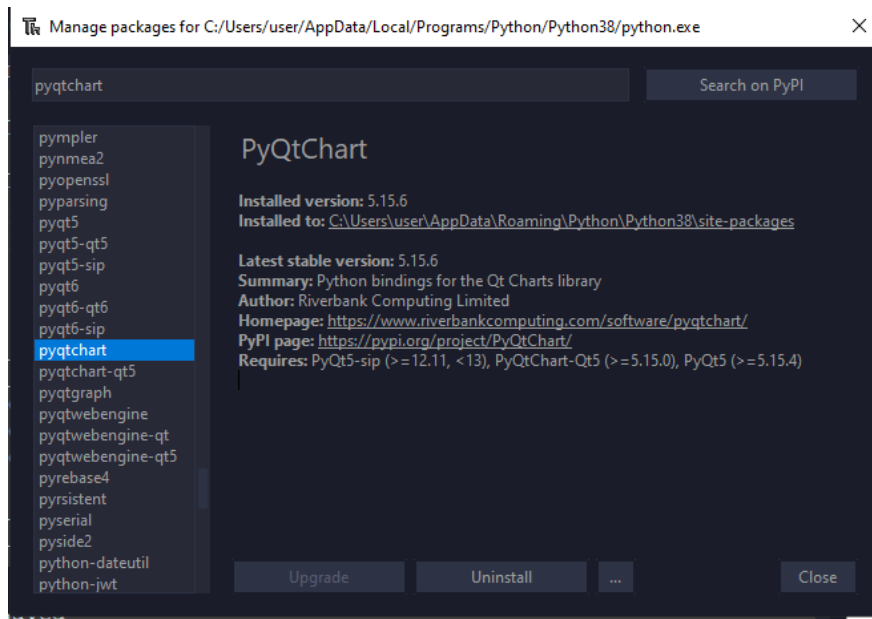 Manage packages for C:/Users/user/AppData/Local/Programs/Python/Python38/python.exe
pyqtchart
Search on PyPI
pympler
pynmea2
pyopenssl
pyparsing
pyqt5
pyqt5-qt5
pyqt5-sip
pyqt6
pyqt6-qt6
pyqt6-sip
pyqtchart
pyqtchart-qt5
pyqtgraph
pyqtwebengine
pyqtwebengine-qt
pyqtwebengine-qt5
pyrebase4
pyrsistent
pyserial
pyside2
python-dateutil
python-jwt
PyQtChart
Installed version: 5.15.6
Installed to: C:\Users\user\AppData\Roaming\Python\Python38\site-packages
Latest stable version: 5.15.6
Summary: Python bindings for the Qt Charts library
Author: Riverbank Computing Limited
Homepage: https://www.riverbankcomputing.com/software/pyqtchart/
PyPI page: https://pypi.org/project/PyQtChart/
Requires: PyQt5-sip (>=12.11, <13), PyQtChart-Qt5 (>=5.15.0), PyQt5 (>=5.15.4)
Upgrade
Uninstall
...
Close